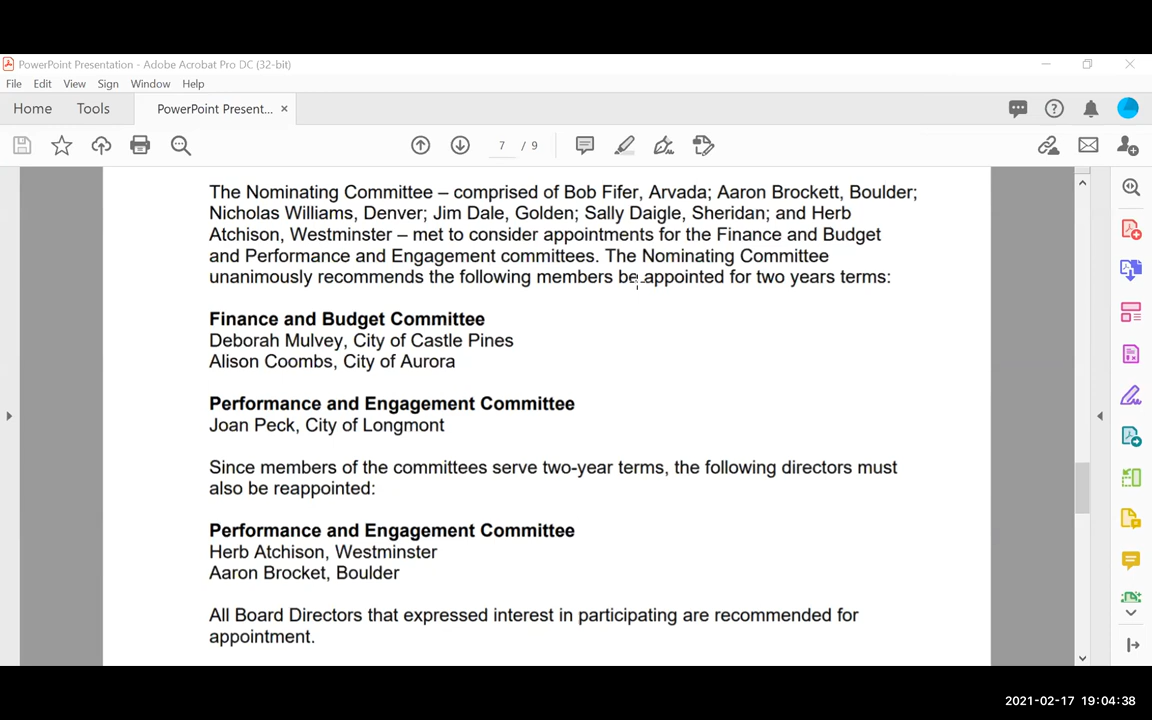 PowerPoint Presentation - Adobe Acrobat Pro DC (32-bit)
File Edit View Sign Window Help
Home Tools PowerPoint Present... ×
7 / 9
The Nominating Committee – comprised of Bob Fifer, Arvada; Aaron Brockett, Boulder;
Nicholas Williams, Denver; Jim Dale, Golden; Sally Daigle, Sheridan; and Herb
Atchison, Westminster – met to consider appointments for the Finance and Budget
and Performance and Engagement committees. The Nominating Committee
unanimously recommends the following members be appointed for two years terms:
Finance and Budget Committee
Deborah Mulvey, City of Castle Pines
Alison Coombs, City of Aurora
Performance and Engagement Committee
Joan Peck, City of Longmont
Since members of the committees serve two-year terms, the following directors must
also be reappointed:
Performance and Engagement Committee
Herb Atchison, Westminster
Aaron Brocket, Boulder
All Board Directors that expressed interest in participating are recommended for
appointment.
2021-02-17 19:04:38